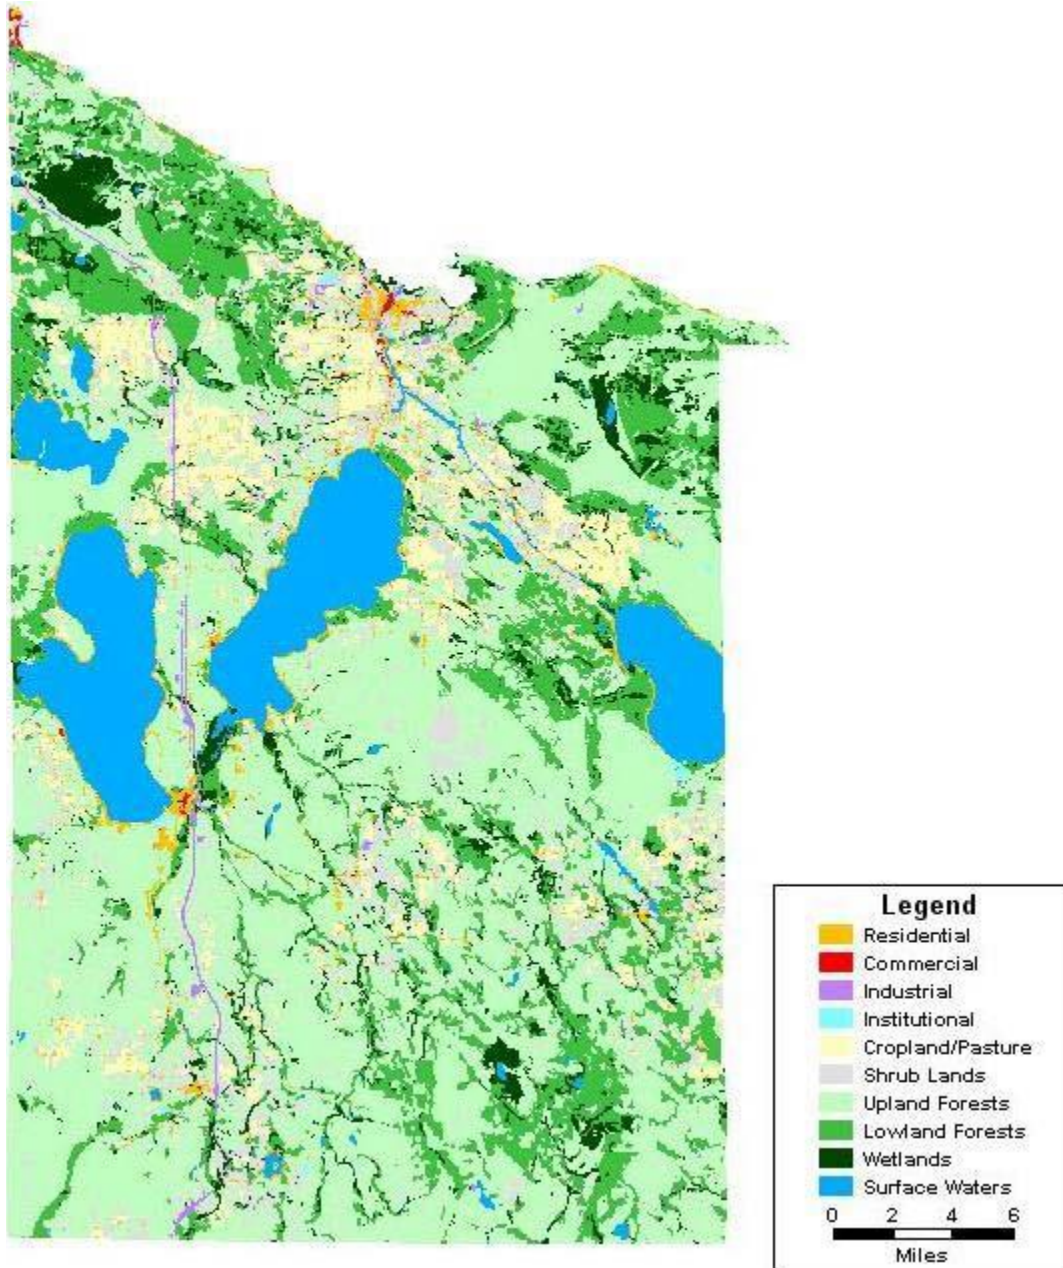 Legend
Residential
Commercial
Industrial
Institutional
Cropland/Pasture
Shrub Lands
Upland Forests
Lowland Forests
Wetlands
Surface Waters
0 2 4 6
Miles